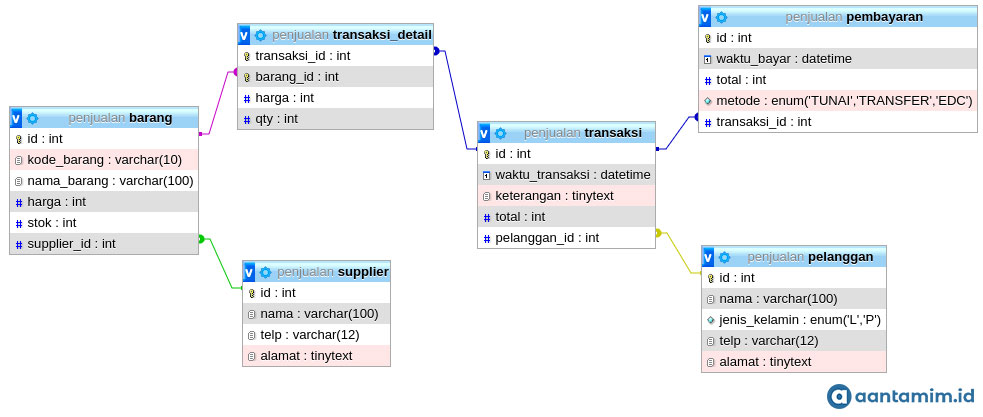 v penjualan barang
id : int
kode_barang : varchar(10)
nama_barang : varchar(100)
harga : int
stok : int
supplier_id : int
v penjualan transaksi_detail
transaksi_id : int
barang_id : int
harga : int
qty : int
v penjualan supplier
id : int
nama : varchar(100)
telp : varchar(12)
alamat : tinytext
v penjualan transaksi
id : int
waktu_transaksi : datetime
keterangan : tinytext
total : int
pelanggan_id : int
v penjualan pembayaran
id : int
waktu_bayar : datetime
total : int
metode : enum('TUNAI','TRANSFER','EDC')
transaksi_id : int
v penjualan pelanggan
id : int
nama : varchar(100)
jenis_kelamin : enum('L','P')
telp : varchar(12)
alamat : tinytext
aantamim.id